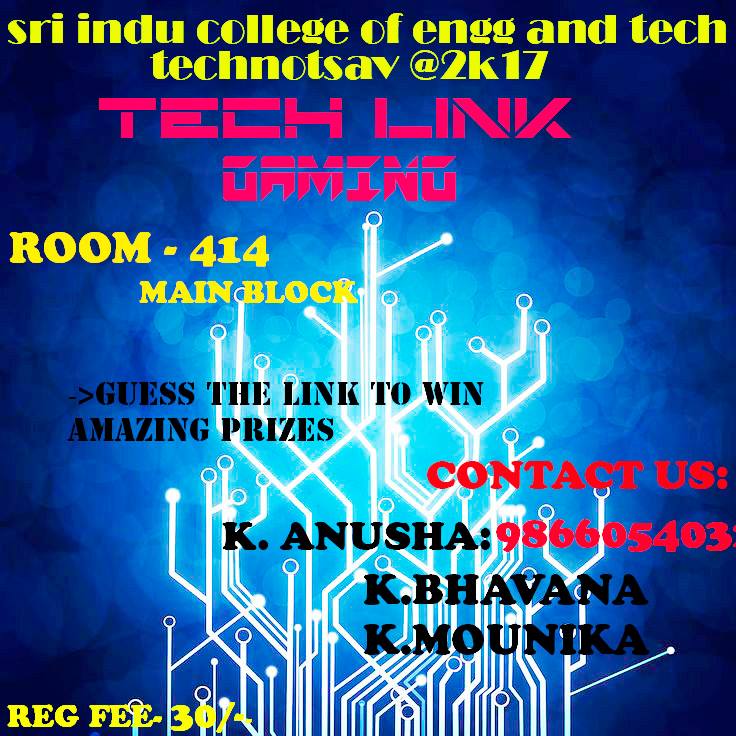 sri indu college of engg and tech
technotsav @2k17
TECH LINK
GAMING
ROOM - 414
MAIN BLOCK
->GUESS THE LINK TO WIN
AMAZING PRIZES
CONTACT US:
K. ANUSHA:
K.BHAVANA
K.MOUNIKA
REG FEE- 30/-